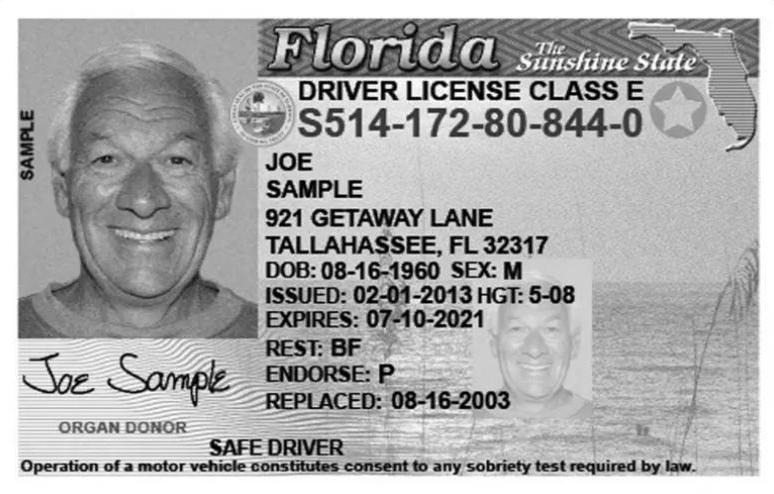 Florida The Sunshine State
DRIVER LICENSE CLASS E
S514-172-80-844-0
SAMPLE
JOE
SAMPLE
921 GETAWAY LANE
TALLAHASSEE, FL 32317
DOB: 08-16-1960 SEX: M
ISSUED: 02-01-2013 HGT: 5-08
EXPIRES: 07-10-2021
REST: BF
ENDORSE: P
REPLACED: 08-16-2003
Joe Sample
ORGAN DONOR
SAFE DRIVER
Operation of a motor vehicle constitutes consent to any sobriety test required by law.